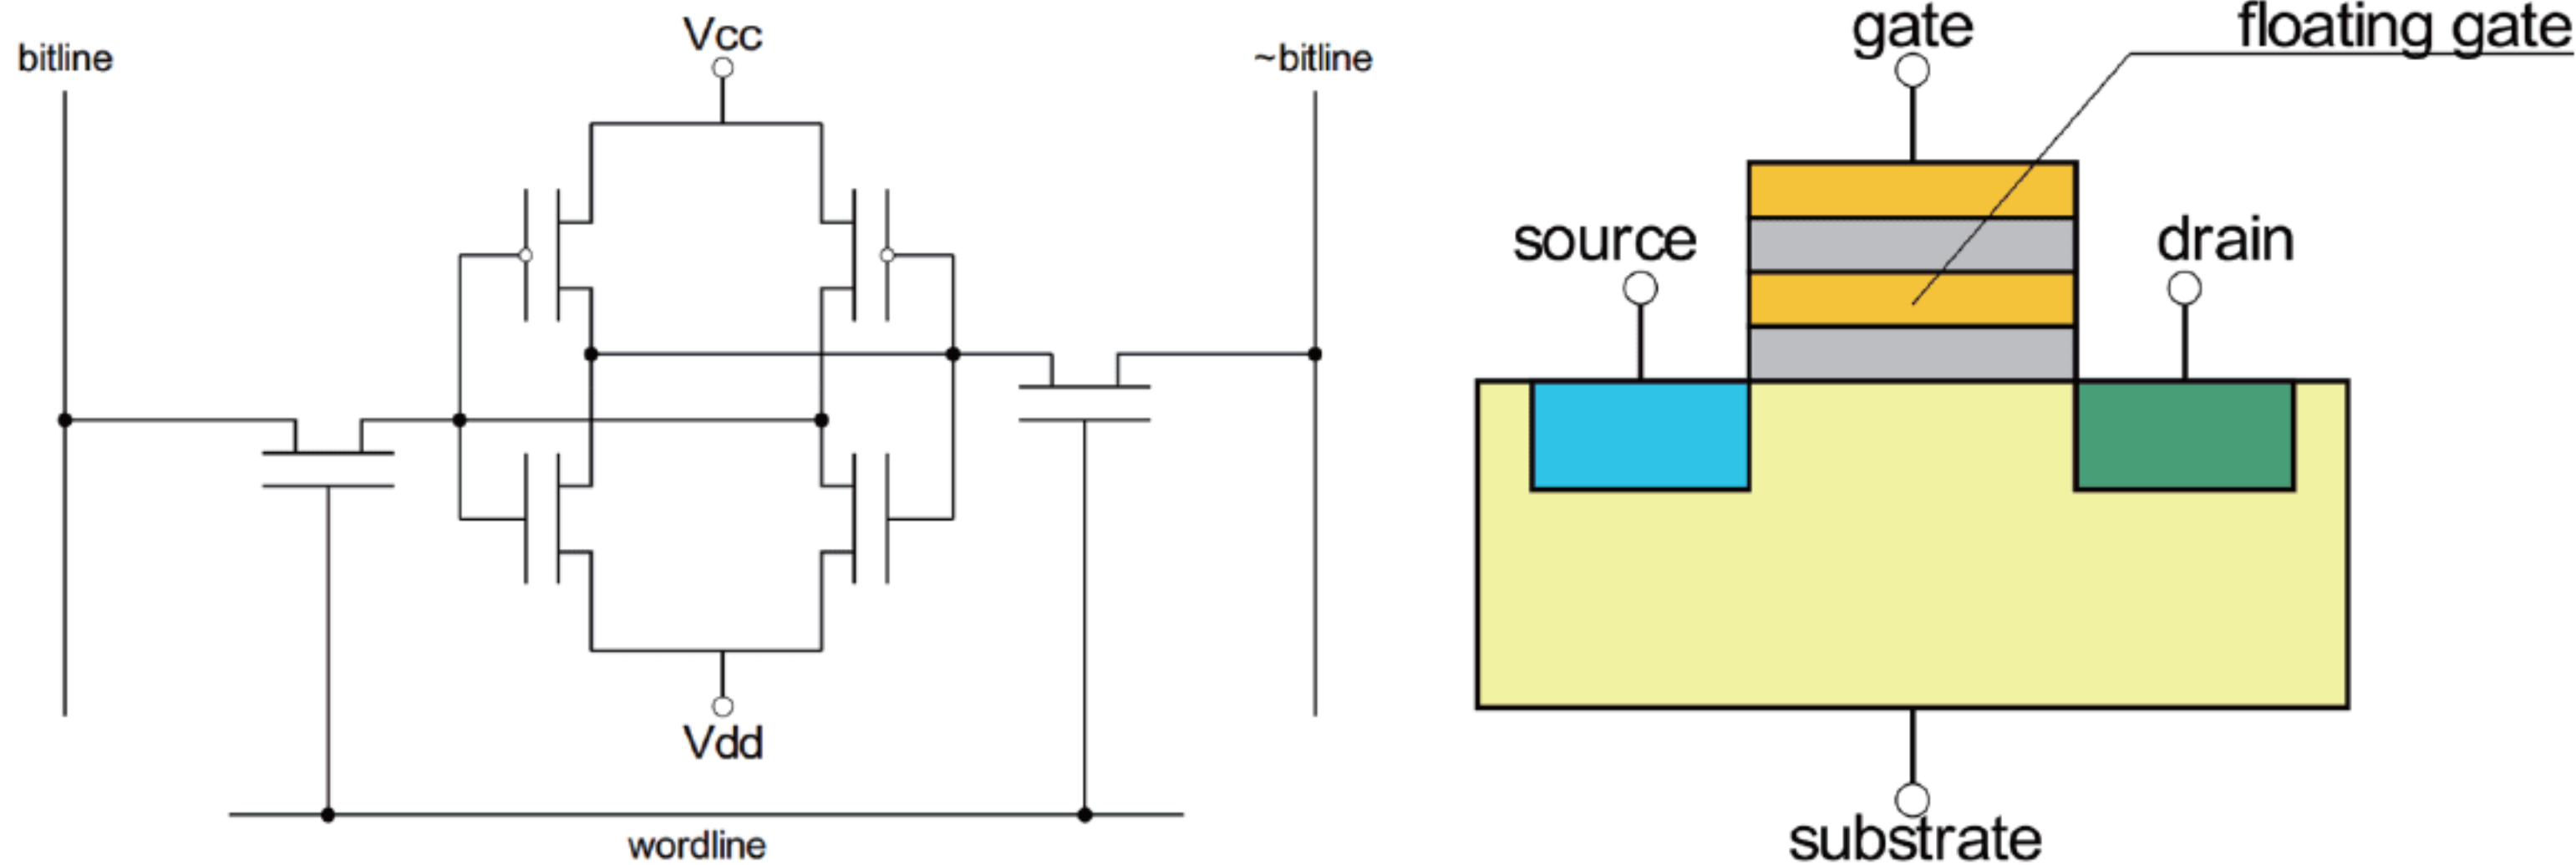 bitline
Vcc
~bitline
Vdd
wordline
gate
floating gate
source
drain
substrate